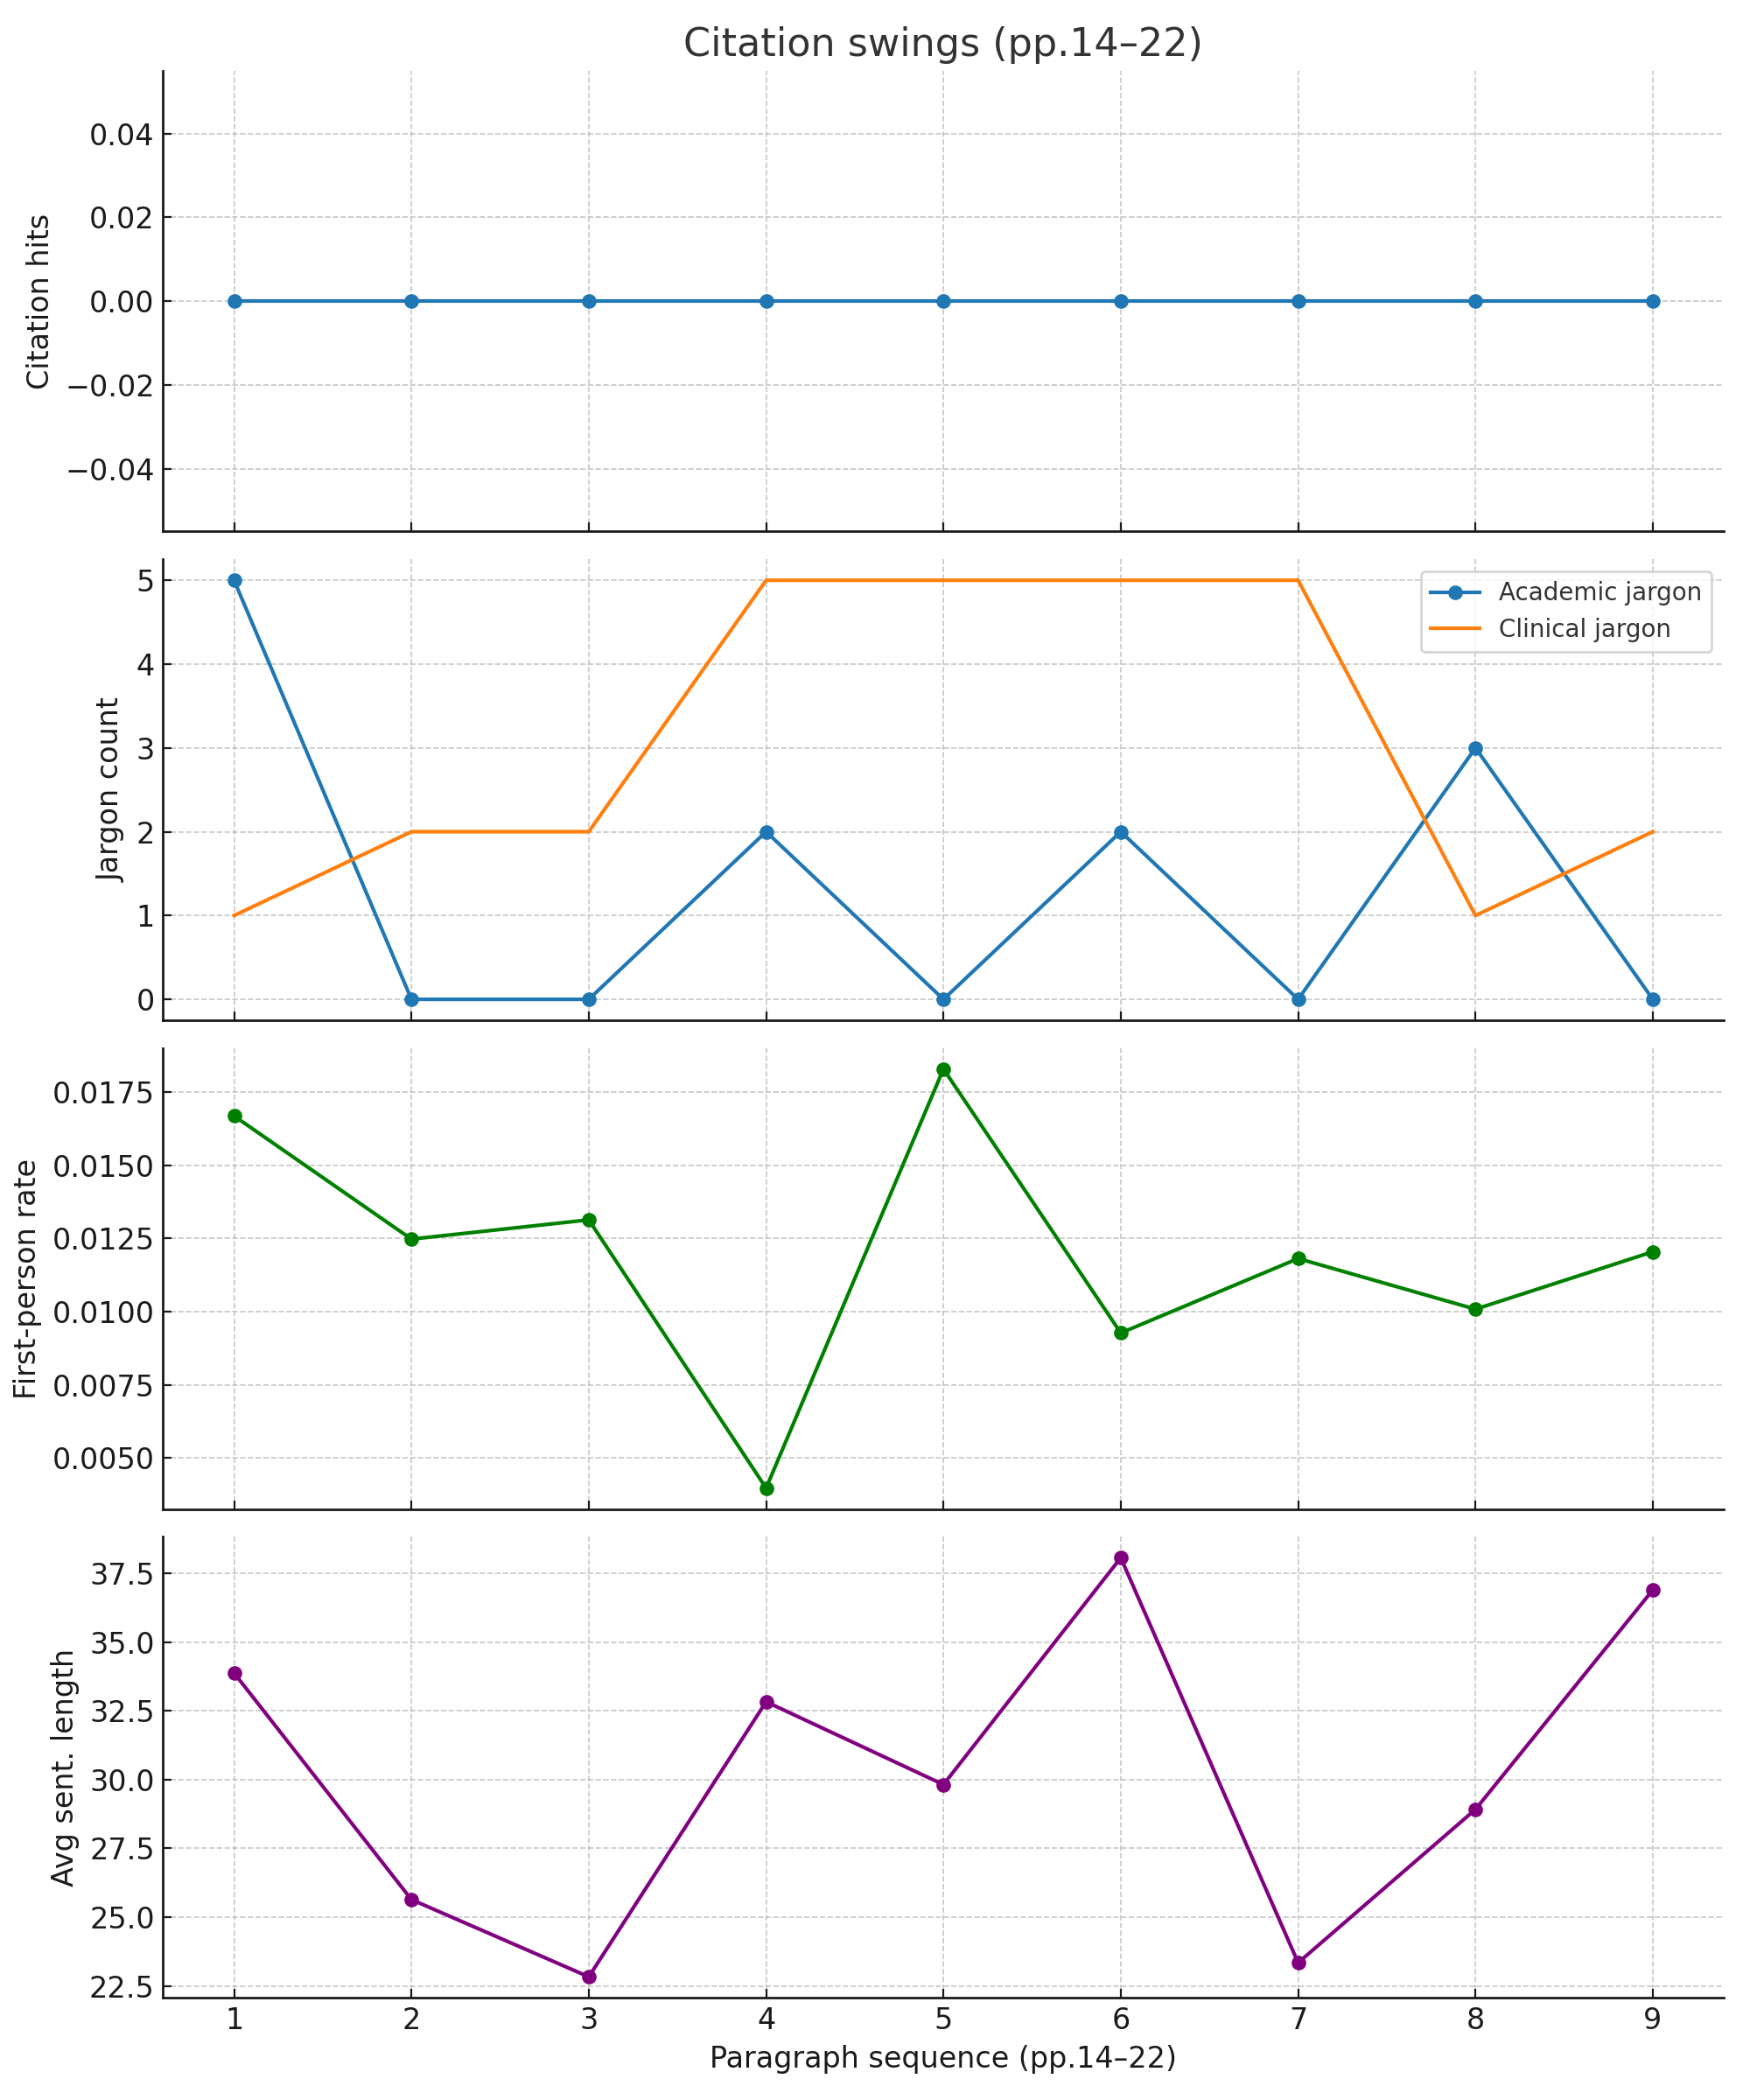 Citation swings (pp.14–22)
Citation hits
0.04
0.02
0.00
−0.02
−0.04
Jargon count
5
4
3
2
1
0
Academic jargon
Clinical jargon
First-person rate
0.0175
0.0150
0.0125
0.0100
0.0075
0.0050
Avg sent. length
37.5
35.0
32.5
30.0
27.5
25.0
22.5
1 2 3 4 5 6 7 8 9
Paragraph sequence (pp.14–22)